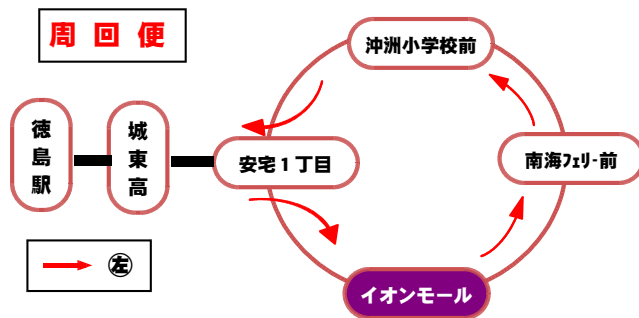 周回便
沖洲小学校前
徳島駅
城東高
安宅１丁目
南海ﾌｪﾘｰ前
㊧
イオンモール